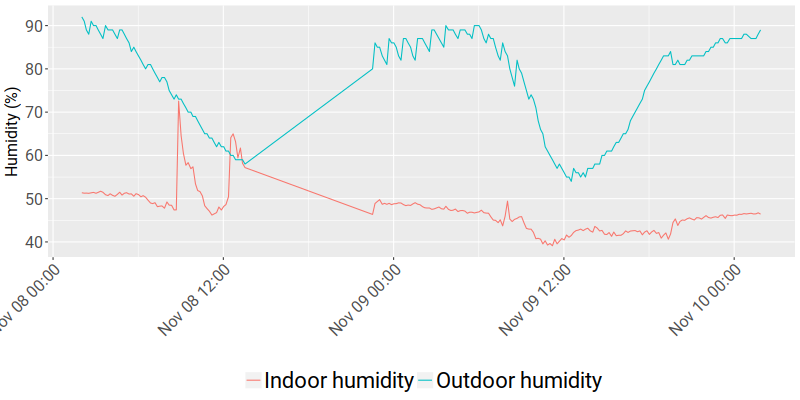 Humidity (%)
90
80
70
60
50
40
Nov 08 12:00
Nov 09 00:00
Nov 09 12:00
Nov 10 00:00
08 00:00
Indoor humidity
Outdoor humidity